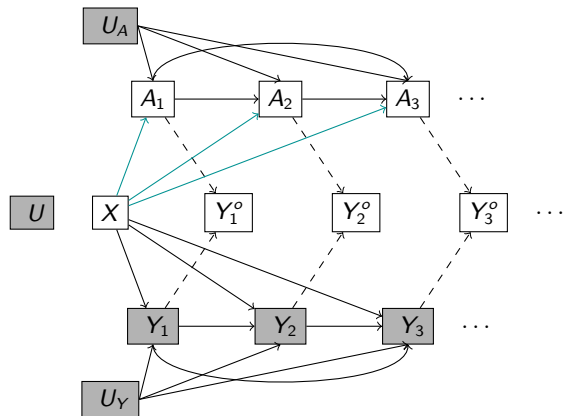 U_A
A_1 A_2 A_3 ...
U X Y_1^o Y_2^o Y_3^o ...
Y_1 Y_2 Y_3 ...
U_Y